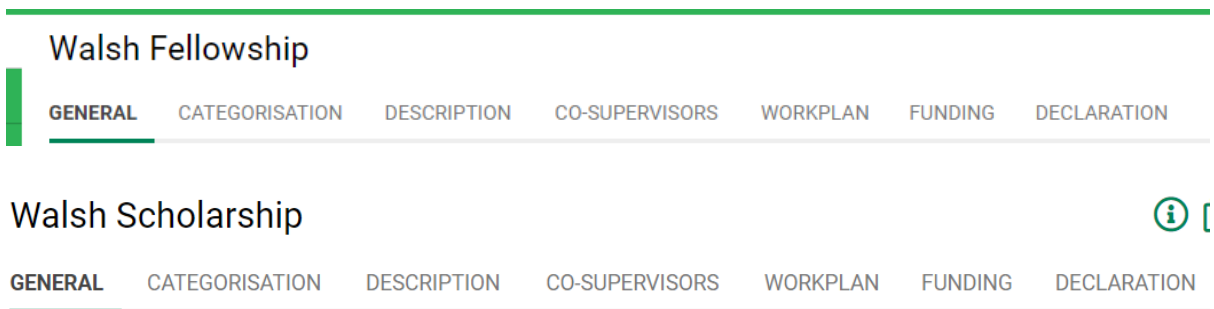 Walsh Fellowship
GENERAL CATEGORISATION DESCRIPTION CO-SUPERVISORS WORKPLAN FUNDING DECLARATION
Walsh Scholarship
GENERAL CATEGORISATION DESCRIPTION CO-SUPERVISORS WORKPLAN FUNDING DECLARATION